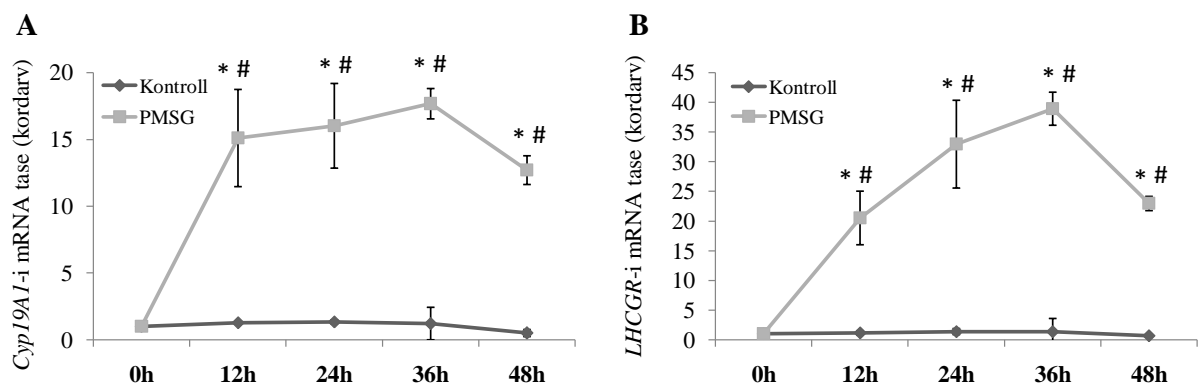 A
Cyp19A1-i mRNA tase (kordarv)
20
15
10
5
0
Kontroll
PMSG
* #
* #
* #
* #
0h 12h 24h 36h 48h
B
LHCGR-i mRNA tase (kordarv)
45
40
35
30
25
20
15
10
5
0
Kontroll
PMSG
* #
* #
* #
* #
0h 12h 24h 36h 48h